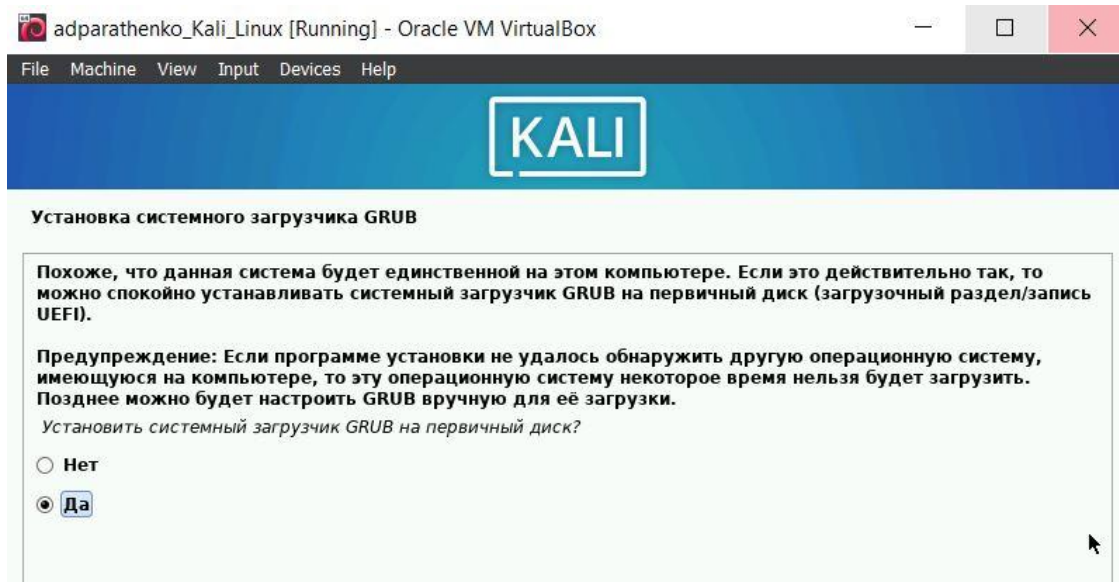 adparathenko_Kali_Linux [Running] - Oracle VM VirtualBox
File Machine View Input Devices Help
KALI
Установка системного загрузчика GRUB
Похоже, что данная система будет единственной на этом компьютере. Если это действительно так, то
можно спокойно устанавливать системный загрузчик GRUB на первичный диск (загрузочный раздел/запись
UEFI).
Предупреждение: Если программе установки не удалось обнаружить другую операционную систему,
имеющуюся на компьютере, то эту операционную систему некоторое время нельзя будет загрузить.
Позднее можно будет настроить GRUB вручную для её загрузки.
Установить системный загрузчик GRUB на первичный диск?
Нет
Да